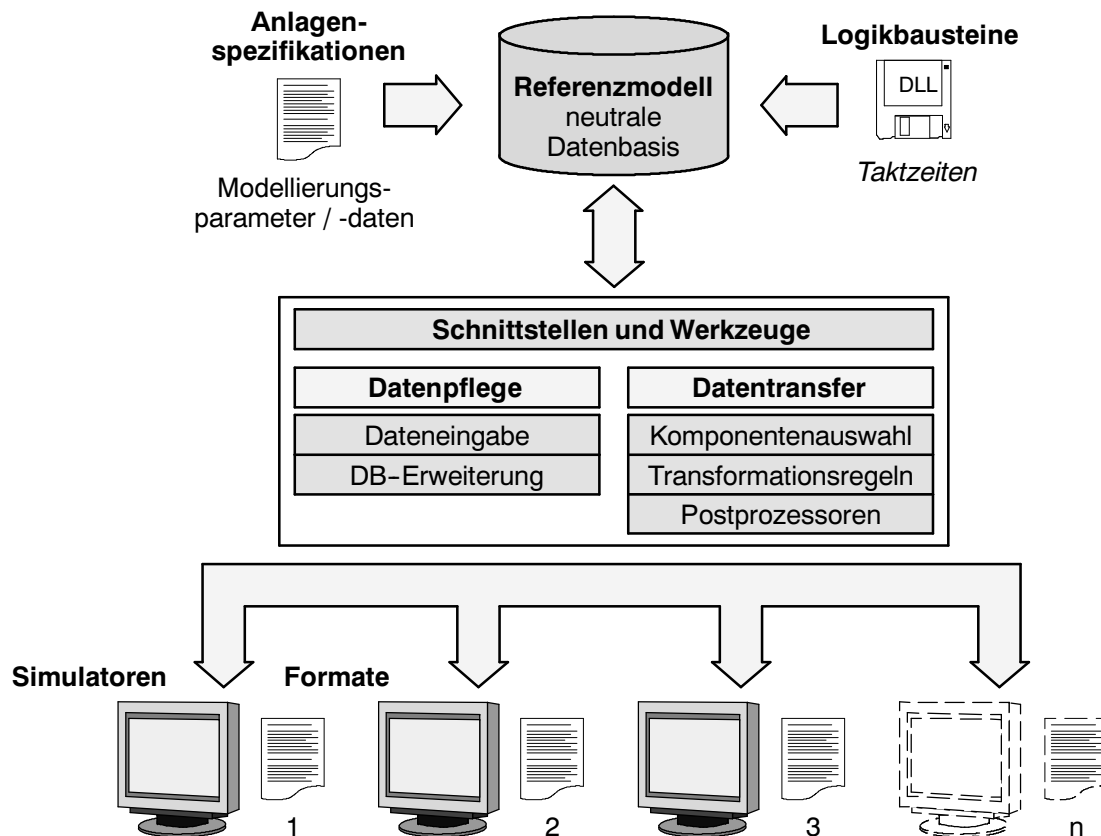 Anlagen-
spezifikationen
Modellierungs-
parameter / -daten
Referenzmodell
neutrale
Datenbasis
Logikbausteine
DLL
Taktzeiten
Schnittstellen und Werkzeuge
Datenpflege
Dateneingabe
DB-Erweiterung
Datentransfer
Komponentenauswahl
Transformationsregeln
Postprozessoren
Simulatoren
Formate
1
2
3
n